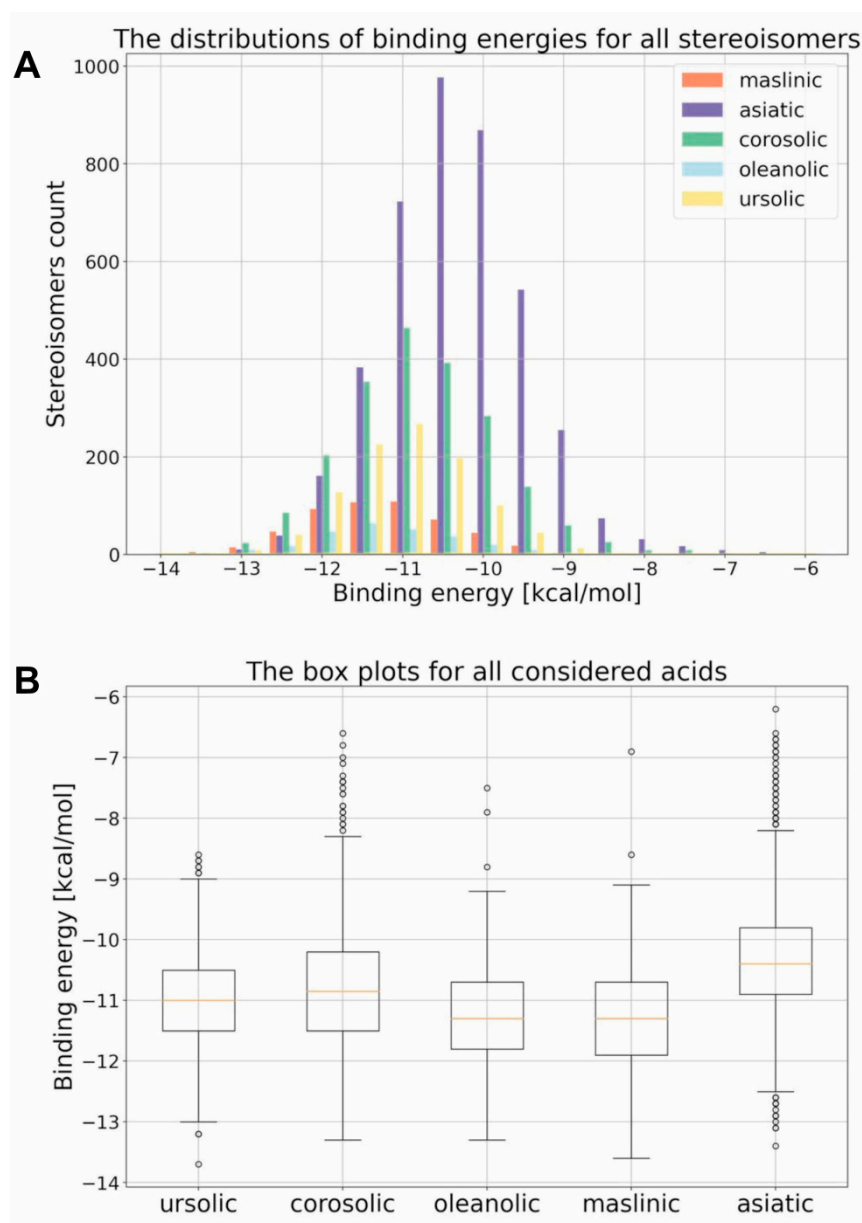 A
The distributions of binding energies for all stereoisomers
1000
800
600
400
200
0
Stereoisomers count
maslinic
asiatic
corosolic
oleanolic
ursolic
−14 −13 −12 −11 −10 −9 −8 −7 −6
Binding energy [kcal/mol]
B
The box plots for all considered acids
−6
−7
−8
−9
−10
−11
−12
−13
−14
Binding energy [kcal/mol]
ursolic corosolic oleanolic maslinic asiatic